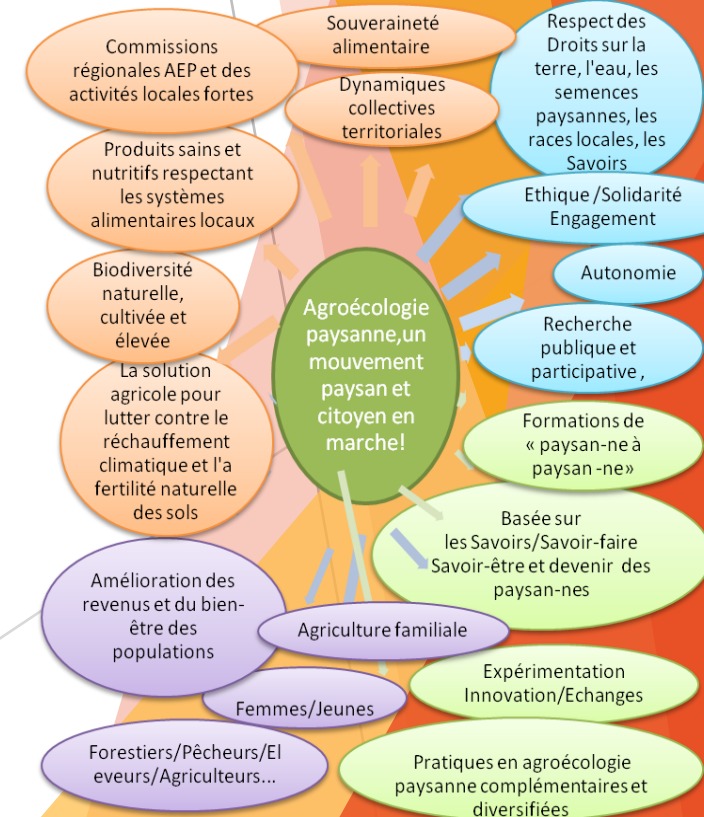 Commissions
régionales AEP et des
activités locales fortes
Souveraineté
alimentaire
Dynamiques
collectives
territoriales
Respect des
Droits sur la
terre, l'eau, les
semences
paysannes, les
races locales, les
Savoirs
Produits sains et
nutritifs respectant
les systèmes
alimentaires locaux
Ethique /Solidarité
Engagement
Autonomie
Biodiversité
naturelle,
cultivée et
élevée
Agroécologie
paysanne,un
mouvement
paysan et
citoyen en
marche!
Recherche
publique et
participative ,
La solution
agricole pour
lutter contre le
réchauffement
climatique et l'a
fertilité naturelle
des sols
Formations de
« paysan-ne à
paysan -ne»
Basée sur
les Savoirs/Savoir-faire
Savoir-être et devenir des
paysan-nes
Amélioration des
revenus et du bien-
être des
populations
Agriculture familiale
Expérimentation
Innovation/Echanges
Femmes/Jeunes
Forestiers/Pêcheurs/El
eveurs/Agriculteurs...
Pratiques en agroécologie
paysanne complémentaires et
diversifiées